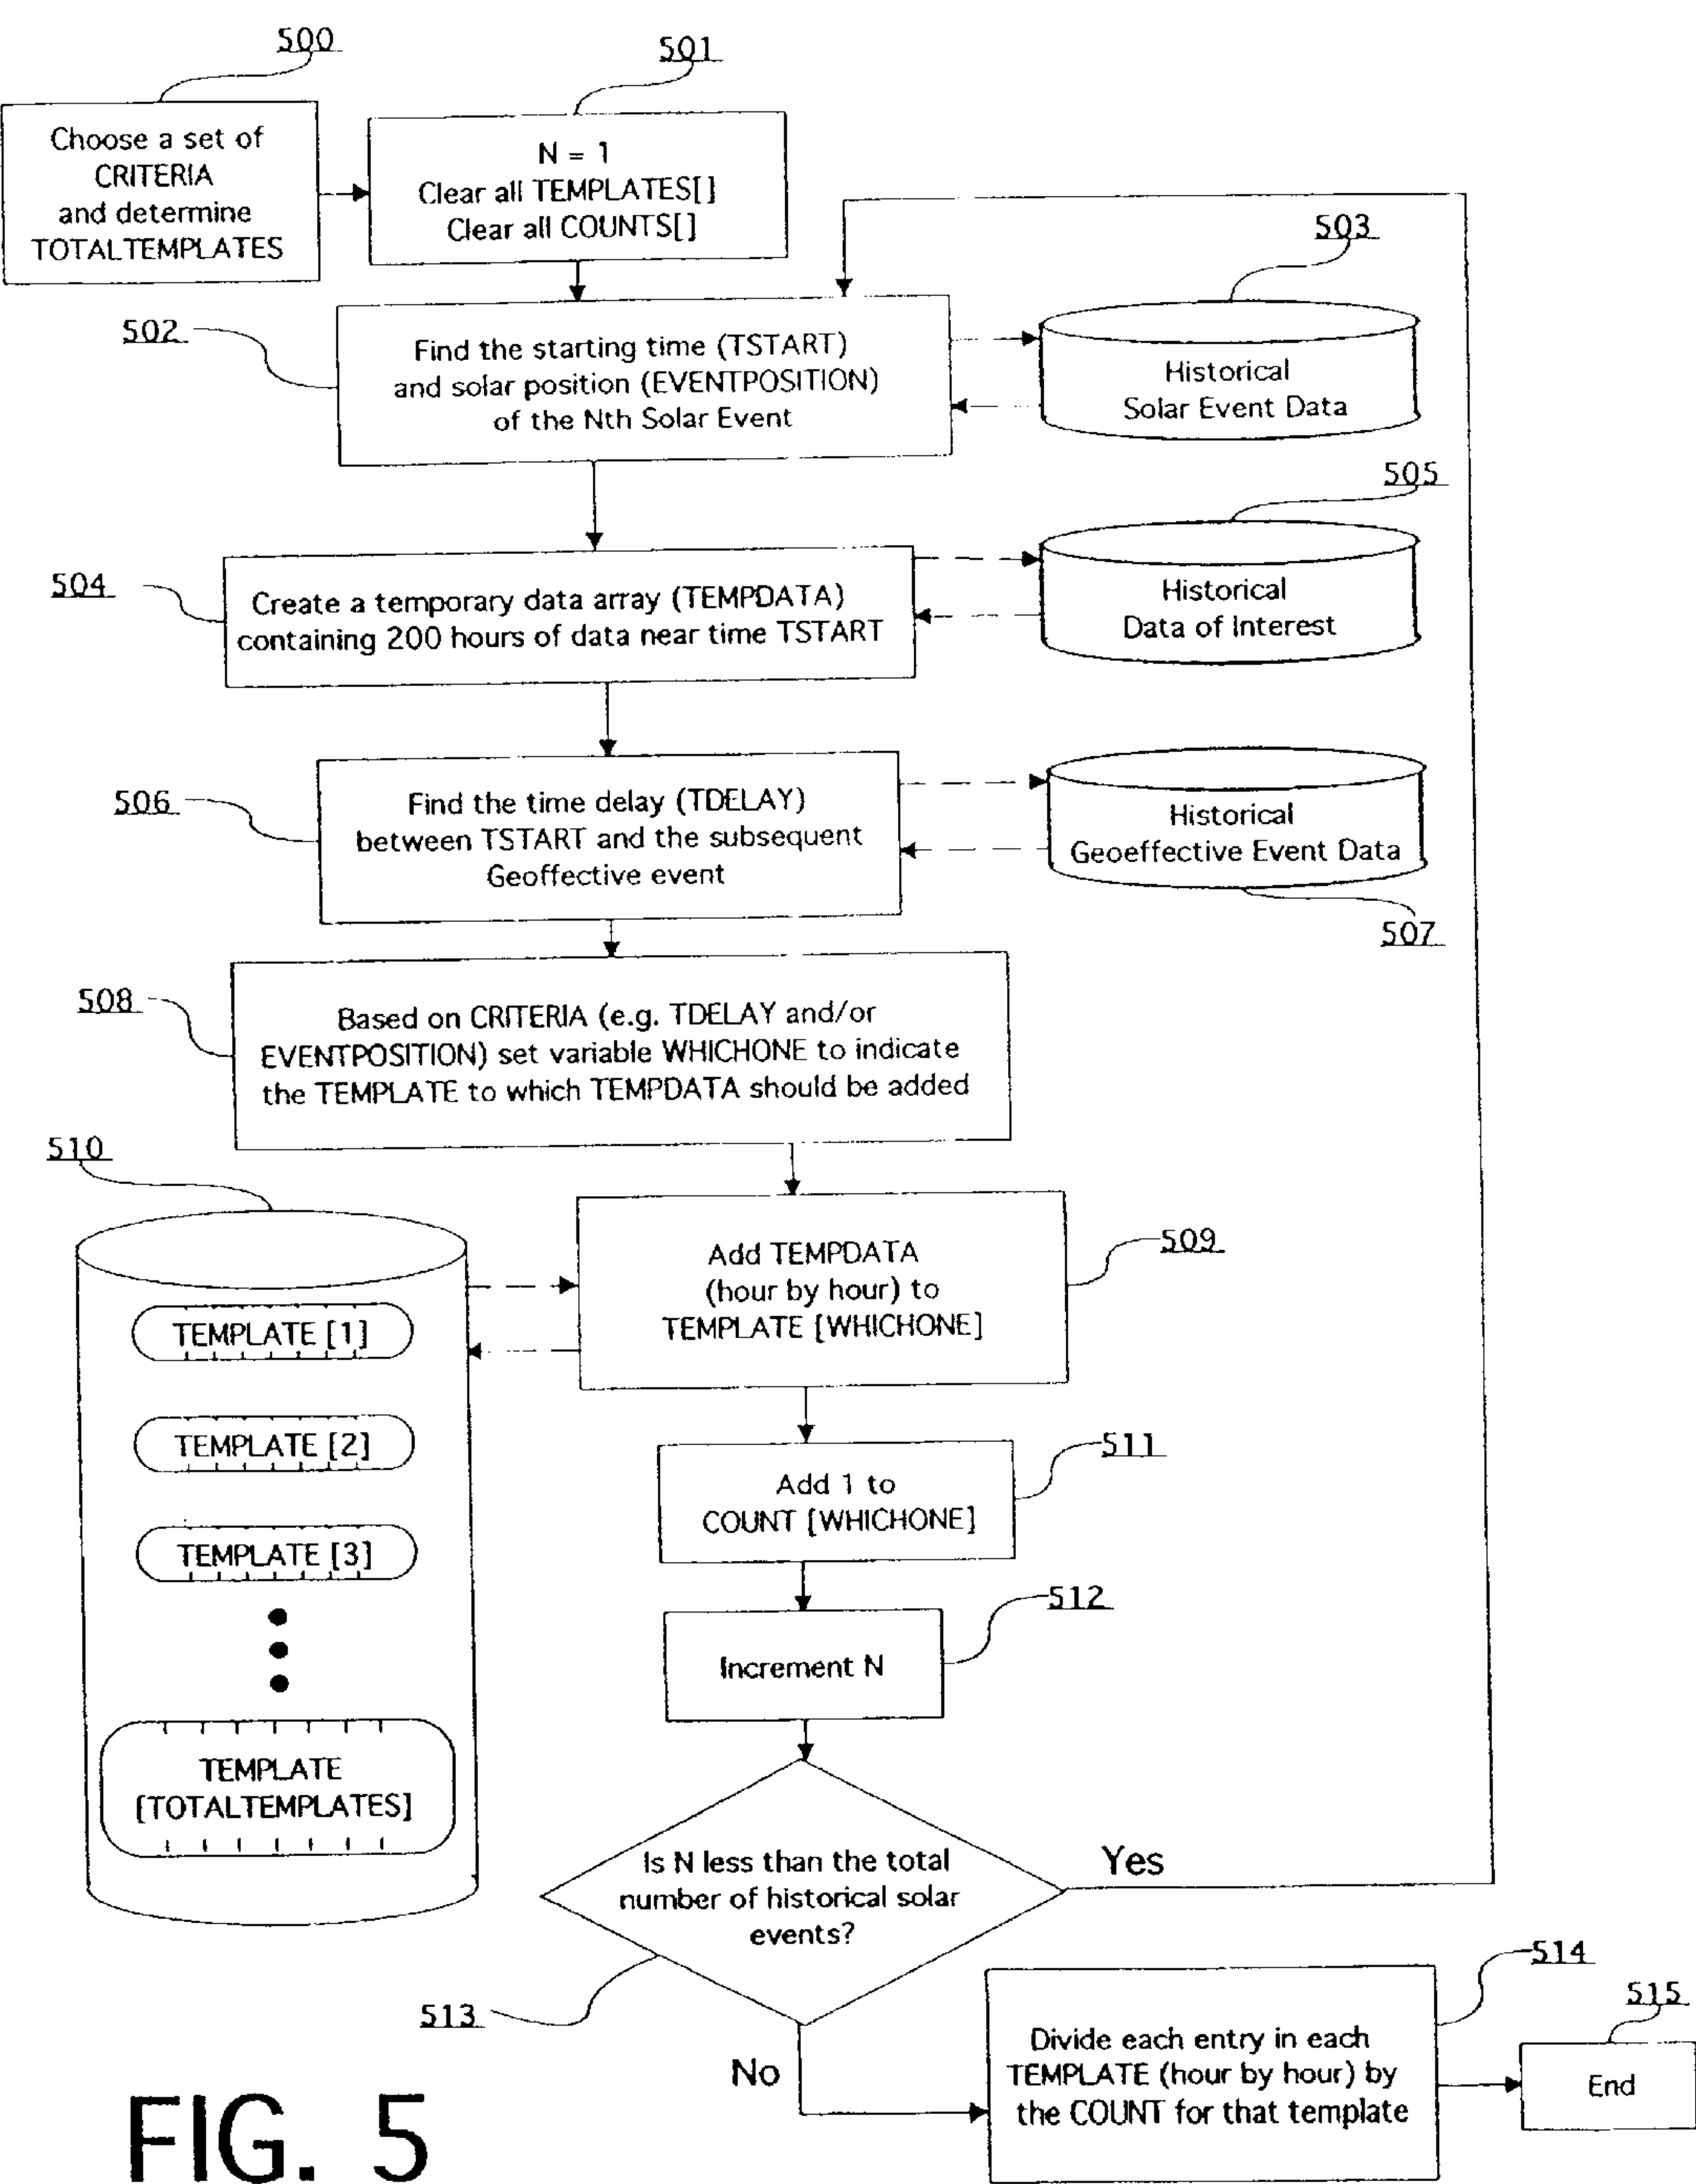 500
Choose a set of
CRITERIA
and determine
TOTALTEMPLATES
501
N = 1
Clear all TEMPLATES[]
Clear all COUNTS[]
502
Find the starting time (TSTART)
and solar position (EVENTPOSITION)
of the Nth Solar Event
503
Historical
Solar Event Data
504
Create a temporary data array (TEMPDATA)
containing 200 hours of data near time TSTART
505
Historical
Data of Interest
506
Find the time delay (TDELAY)
between TSTART and the subsequent
Geoffective event
Historical
Geoeffective Event Data
507
508
Based on CRITERIA (e.g. TDELAY and/or
EVENTPOSITION) set variable WHICHONE to indicate
the TEMPLATE to which TEMPDATA should be added
510
TEMPLATE [1]
TEMPLATE [2]
TEMPLATE [3]
TEMPLATE
[TOTALTEMPLATES]
509
Add TEMPDATA
(hour by hour) to
TEMPLATE [WHICHONE]
511
Add 1 to
COUNT [WHICHONE]
512
Increment N
Is N less than the total
number of historical solar
events?
Yes
513
No
514
Divide each entry in each
TEMPLATE (hour by hour) by
the COUNT for that template
515
End
FIG. 5